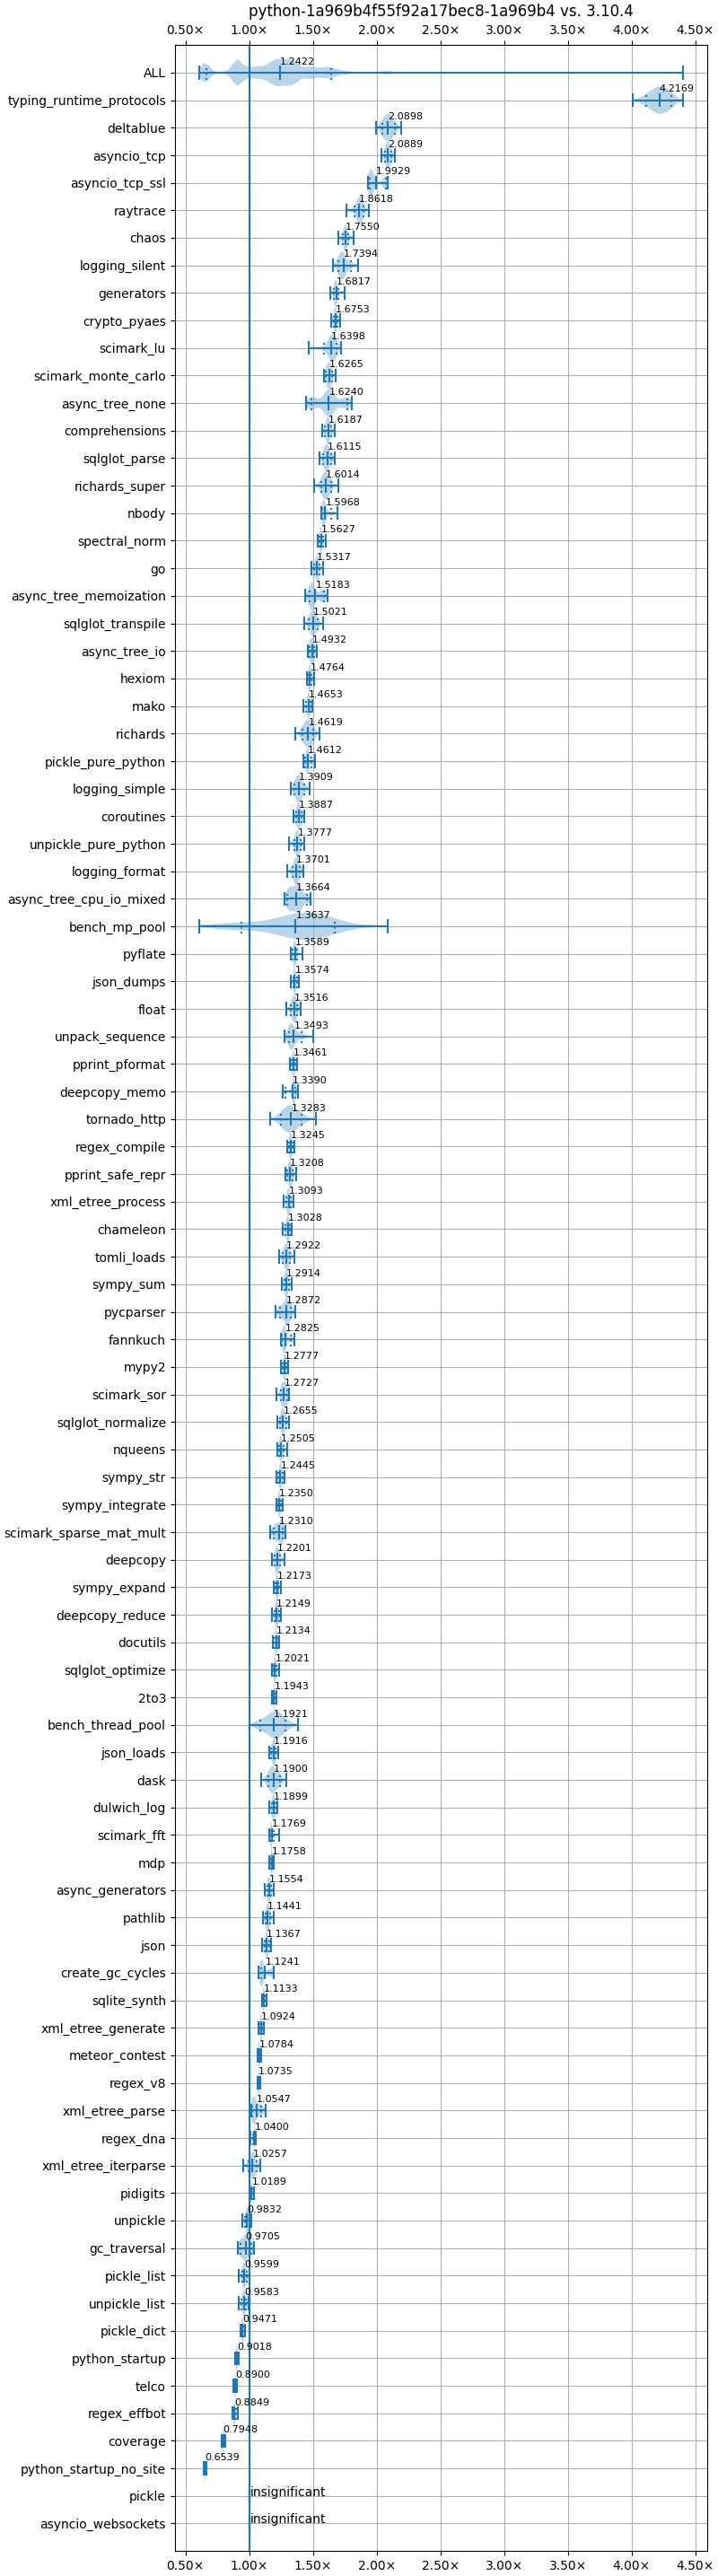 python-1a969b4f55f92a17bec8-1a969b4 vs. 3.10.4
0.50× 1.00× 1.50× 2.00× 2.50× 3.00× 3.50× 4.00× 4.50×
ALL 1.2422
typing_runtime_protocols 4.2169
deltablue 2.0898
asyncio_tcp 2.0889
asyncio_tcp_ssl 1.9929
raytrace 1.8618
chaos 1.7550
logging_silent 1.7394
generators 1.6817
crypto_pyaes 1.6753
scimark_lu 1.6398
scimark_monte_carlo 1.6265
async_tree_none 1.6240
comprehensions 1.6187
sqlglot_parse 1.6115
richards_super 1.6014
nbody 1.5968
spectral_norm 1.5627
go 1.5317
async_tree_memoization 1.5183
sqlglot_transpile 1.5021
async_tree_io 1.4932
hexiom 1.4764
mako 1.4653
richards 1.4619
pickle_pure_python 1.4612
logging_simple 1.3909
coroutines 1.3887
unpickle_pure_python 1.3777
logging_format 1.3701
async_tree_cpu_io_mixed 1.3664
bench_mp_pool 1.3637
pyflate 1.3589
json_dumps 1.3574
float 1.3516
unpack_sequence 1.3493
pprint_pformat 1.3461
deepcopy_memo 1.3390
tornado_http 1.3283
regex_compile 1.3245
pprint_safe_repr 1.3208
xml_etree_process 1.3093
chameleon 1.3028
tomli_loads 1.2922
sympy_sum 1.2914
pycparser 1.2872
fannkuch 1.2825
mypy2 1.2777
scimark_sor 1.2727
sqlglot_normalize 1.2655
nqueens 1.2505
sympy_str 1.2445
sympy_integrate 1.2350
scimark_sparse_mat_mult 1.2310
deepcopy 1.2201
sympy_expand 1.2173
deepcopy_reduce 1.2149
docutils 1.2134
sqlglot_optimize 1.2021
2to3 1.1943
bench_thread_pool 1.1921
json_loads 1.1916
dask 1.1900
dulwich_log 1.1899
scimark_fft 1.1769
mdp 1.1758
async_generators 1.1554
pathlib 1.1441
json 1.1367
create_gc_cycles 1.1241
sqlite_synth 1.1133
xml_etree_generate 1.0924
meteor_contest 1.0784
regex_v8 1.0735
xml_etree_parse 1.0547
regex_dna 1.0400
xml_etree_iterparse 1.0257
pidigits 1.0189
unpickle 0.9832
gc_traversal 0.9705
pickle_list 0.9599
unpickle_list 0.9583
pickle_dict 0.9471
python_startup 0.9018
telco 0.8900
regex_effbot 0.8849
coverage 0.7948
python_startup_no_site 0.6539
pickle insignificant
asyncio_websockets insignificant
0.50× 1.00× 1.50× 2.00× 2.50× 3.00× 3.50× 4.00× 4.50×